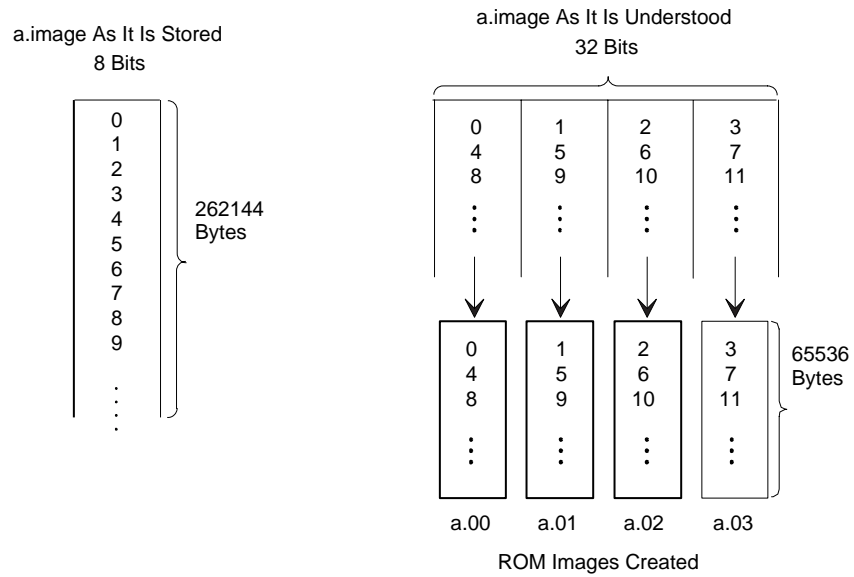 a.image As It Is Stored
8 Bits
0
1
2
3
4
5
6
7
8
9
262144
Bytes
a.image As It Is Understood
32 Bits
0 1 2 3
4 5 6 7
8 9 10 11
0 1 2 3
4 5 6 7
8 9 10 11
65536
Bytes
a.00 a.01 a.02 a.03
ROM Images Created